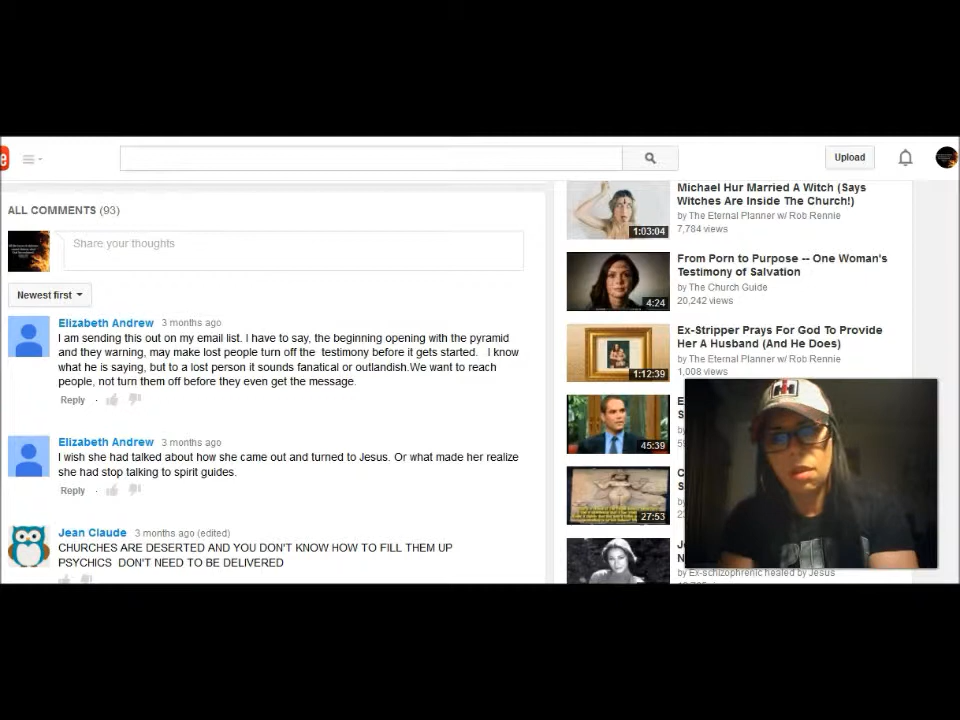 e
Upload
ALL COMMENTS (93)
Share your thoughts
Newest first
Elizabeth Andrew 3 months ago
I am sending this out on my email list. I have to say, the beginning opening with the pyramid
and they warning, may make lost people turn off the testimony before it gets started. I know
what he is saying, but to a lost person it sounds fanatical or outlandish.We want to reach
people, not turn them off before they even get the message.
Reply
Elizabeth Andrew 3 months ago
I wish she had talked about how she came out and turned to Jesus. Or what made her realize
she had stop talking to spirit guides.
Reply
Jean Claude 3 months ago (edited)
CHURCHES ARE DESERTED AND YOU DON'T KNOW HOW TO FILL THEM UP
PSYCHICS DON'T NEED TO BE DELIVERED
Michael Hur Married A Witch (Says
Witches Are Inside The Church!)
by The Eternal Planner w/ Rob Rennie
7,784 views
1:03:04
From Porn to Purpose -- One Woman's
Testimony of Salvation
by The Church Guide
20,242 views
4:24
Ex-Stripper Prays For God To Provide
Her A Husband (And He Does)
by The Eternal Planner w/ Rob Rennie
1,008 views
1:12:39
45:39
27:53
by Ex-schizophrenic healed by Jesus